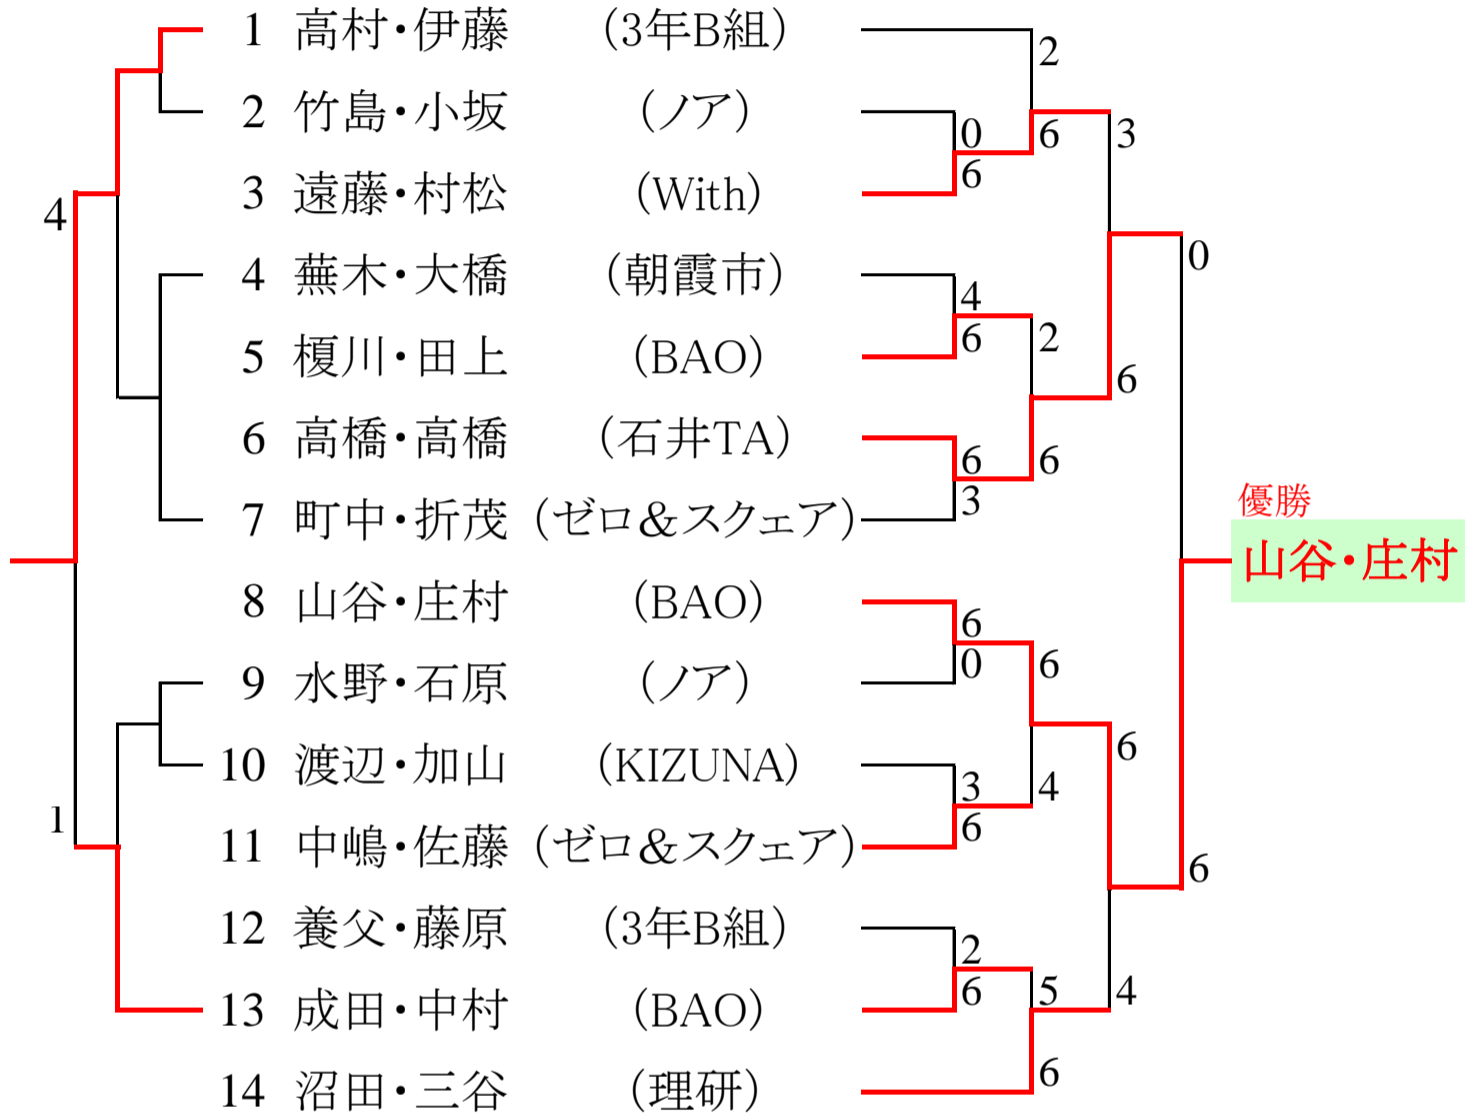 1 高村・伊藤 (3年B組) 2
2 竹島・小坂 (ノア) 0 6 3
3 遠藤・村松 (With) 6
4
0
4 蕪木・大橋 (朝霞市) 4
5 榎川・田上 (BAO) 6 2
6
6 高橋・高橋 (石井TA) 6 6
7 町中・折茂 (ゼロ&スクェア) 3
優勝
山谷・庄村
8 山谷・庄村 (BAO) 6
9 水野・石原 (ノア) 0 6
6
10 渡辺・加山 (KIZUNA) 3 4
1
11 中嶋・佐藤 (ゼロ&スクェア) 6
6
12 養父・藤原 (3年B組) 2
13 成田・中村 (BAO) 6 5 4
14 沼田・三谷 (理研) 6